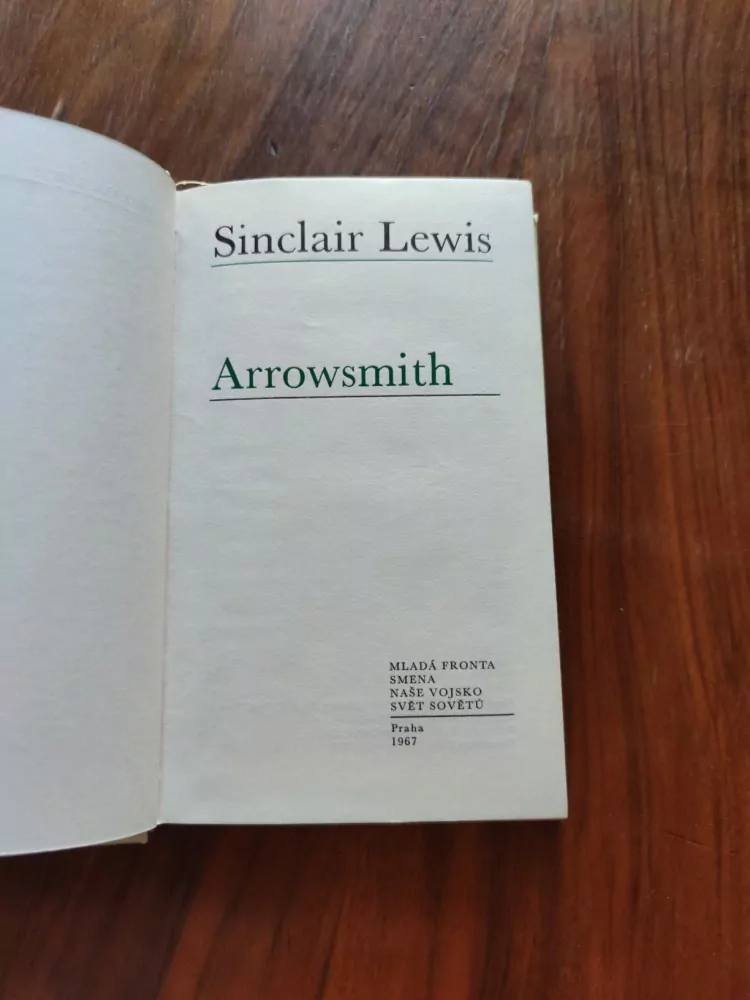 Sinclair Lewis
Arrowsmith
MLADÁ FRONTA
SMENA
NAŠE VOJSKO
SVĚT SOVĚTŮ
Praha
1967